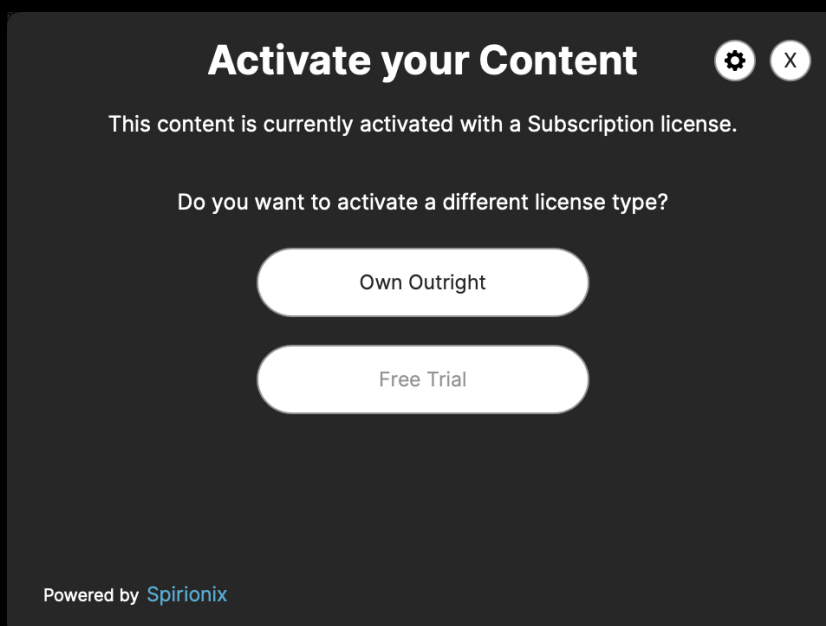 Activate your Content
X
This content is currently activated with a Subscription license.
Do you want to activate a different license type?
Own Outright
Free Trial
Powered by Spirionix